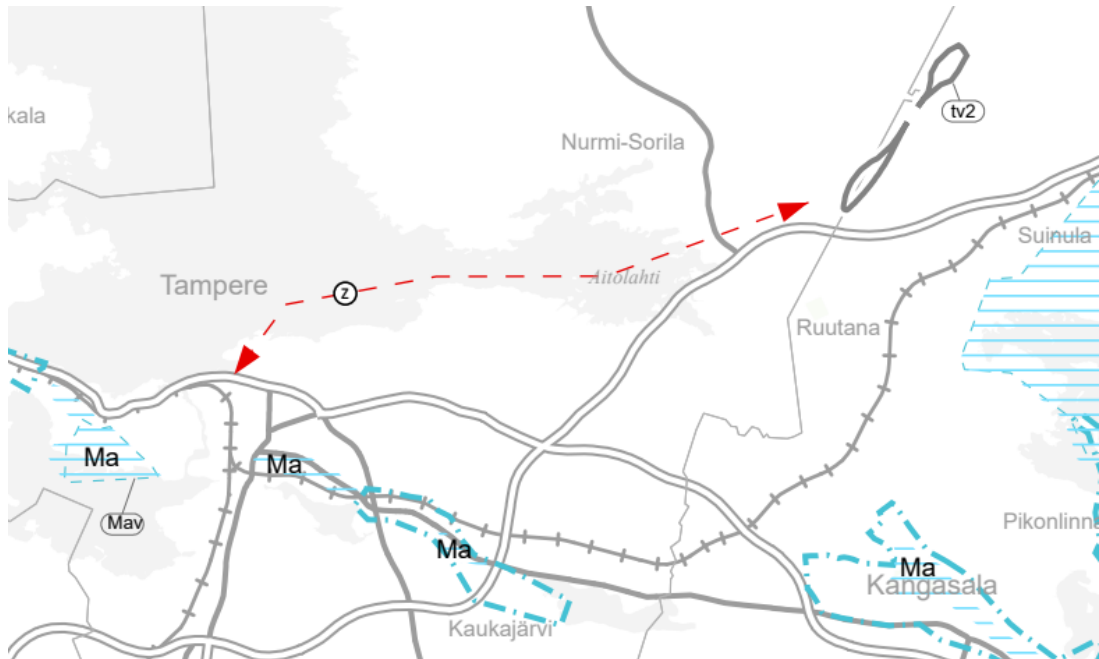 kala
tv2
Nurmi-Sorila
Suinula
Aitolahti
Tampere
z
Ruutana
Ma
Ma
Mav
Pikonlinna
Ma
Ma
Kangasala
Kaukajärvi